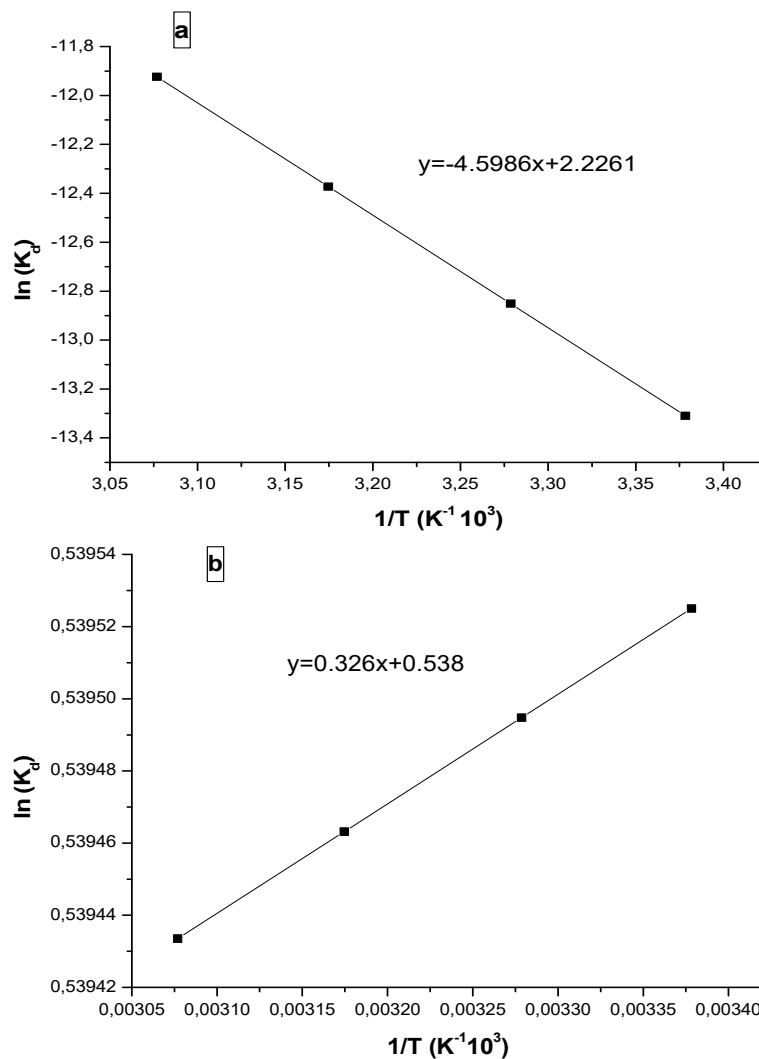 a
-11,8
-12,0
-12,2
-12,4
-12,6
-12,8
-13,0
-13,2
-13,4
ln (K_d)
y=-4.5986x+2.2261
3,05 3,10 3,15 3,20 3,25 3,30 3,35 3,40
1/T (K⁻¹ 10³)
b
0,53954
0,53952
0,53950
0,53948
0,53946
0,53944
0,53942
ln (K_d)
y=0.326x+0.538
0,00305 0,00310 0,00315 0,00320 0,00325 0,00330 0,00335 0,00340
1/T (K⁻¹10³)